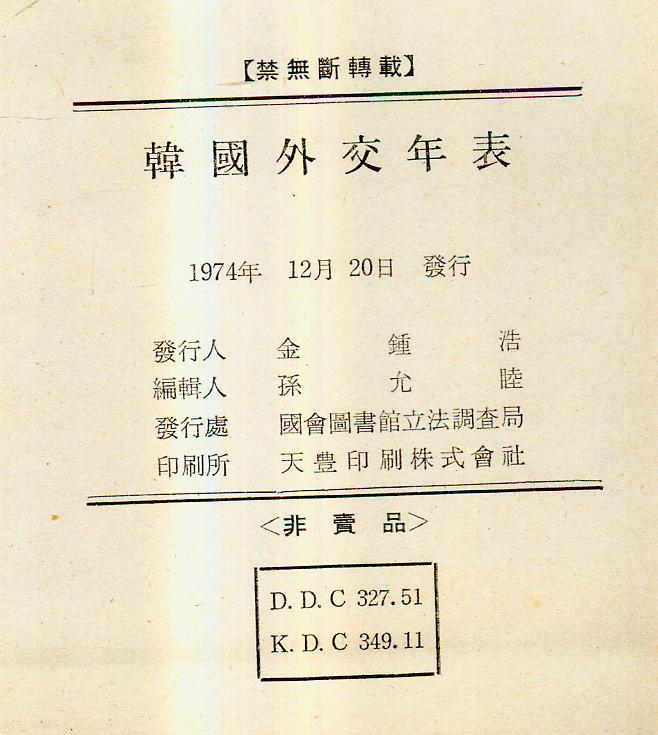 【禁無斷轉載】
韓國外交年表
1974年 12月 20日 發行
發行人 金鍾浩
編輯人 孫允睦
發行處 國會圖書館立法調査局
印刷所 天豊印刷株式會社
<非賣品>
D. D. C 327.51
K. D. C 349.11